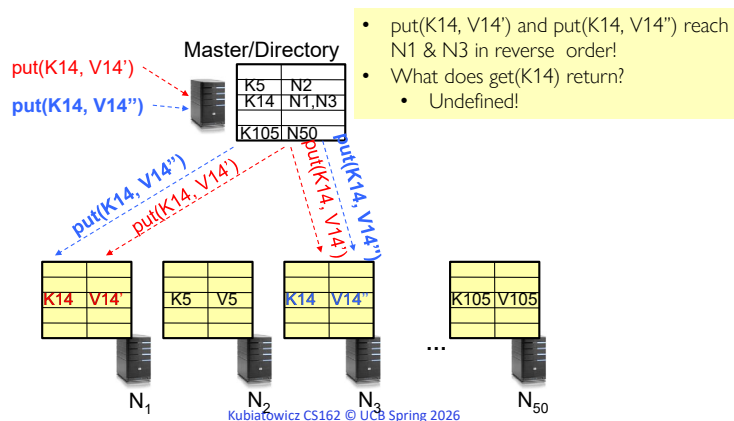 • put(K14, V14’) and put(K14, V14’’) reach
N1 & N3 in reverse order!
• What does get(K14) return?
• Undefined!
Master/Directory
put(K14, V14’)
put(K14, V14’’)
K5 N2
K14 N1,N3
K105 N50
put(K14, V14’’)
put(K14, V14’)
put(K14, V14’)
put(K14, V14’’)
K14 V14’
K5 V5
K14 V14’’
K105 V105
...
N1
N2
N3
N50
Kubiatowicz CS162 © UCB Spring 2026